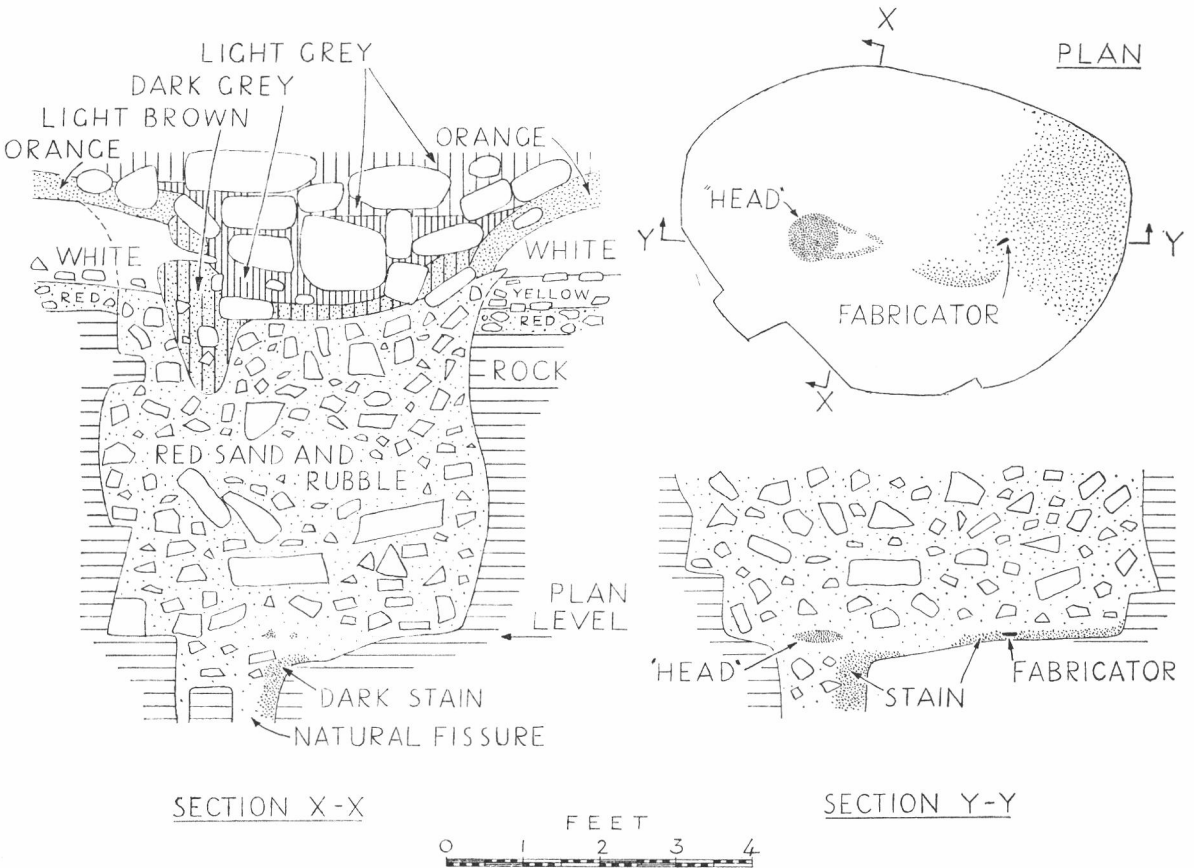 LIGHT GREY
DARK GREY
LIGHT BROWN
ORANGE
ORANGE
WHITE
WHITE
RED
YELLOW
RED
ROCK
RED SAND AND
RUBBLE
PLAN
LEVEL
DARK STAIN
NATURAL FISSURE
SECTION X-X
X
PLAN
"HEAD"
Y
Y
FABRICATOR
X
'HEAD'
STAIN
FABRICATOR
SECTION Y-Y
FEET
0 1 2 3 4